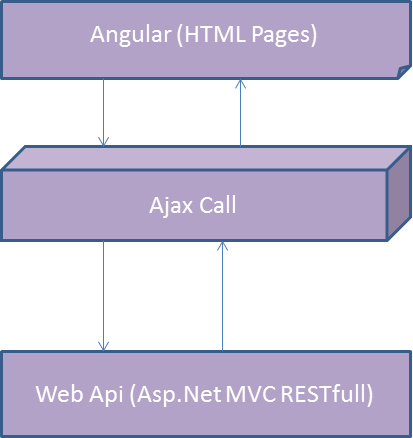 Angular (HTML Pages)
Ajax Call
Web Api (Asp.Net MVC RESTfull)